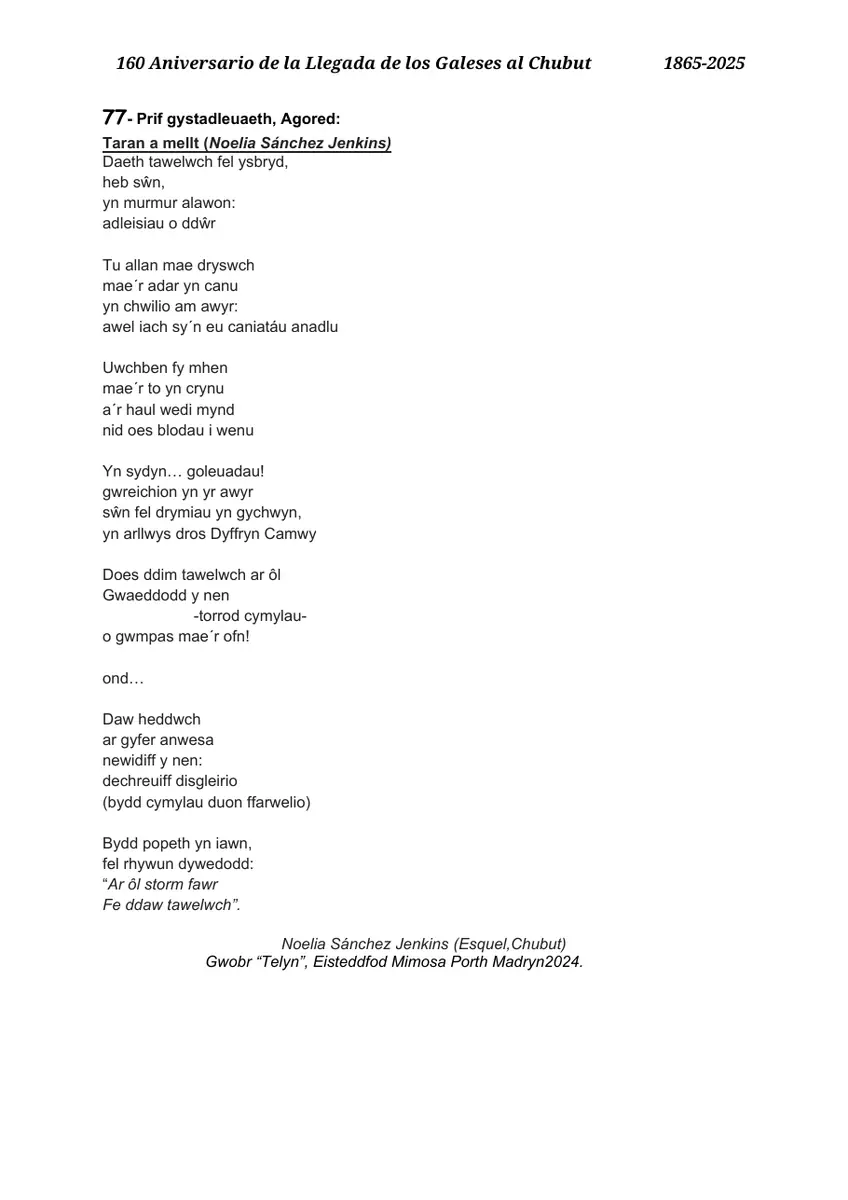 160 Aniversario de la Llegada de los Galeses al Chubut 1865-2025
77- Prif gystadleuaeth, Agored:
Taran a mellt (Noelia Sánchez Jenkins)
Daeth tawelwch fel ysbryd,
heb sŵn,
yn murmur alawon:
adleisiau o ddŵr
Tu allan mae dryswch
mae´r adar yn canu
yn chwilio am awyr:
awel iach sy´n eu caniatáu anadlu
Uwchben fy mhen
mae´r to yn crynu
a´r haul wedi mynd
nid oes blodau i wenu
Yn sydyn… goleuadau!
gwreichion yn yr awyr
sŵn fel drymiau yn gychwyn,
yn arllwys dros Dyffryn Camwy
Does ddim tawelwch ar ôl
Gwaeddodd y nen
-torrod cymylau-
o gwmpas mae´r ofn!
ond…
Daw heddwch
ar gyfer anwesa
newidiff y nen:
dechreuiff disgleirio
(bydd cymylau duon ffarwelio)
Bydd popeth yn iawn,
fel rhywun dywedodd:
“Ar ôl storm fawr
Fe ddaw tawelwch”.
Noelia Sánchez Jenkins (Esquel,Chubut)
Gwobr “Telyn”, Eisteddfod Mimosa Porth Madryn2024.